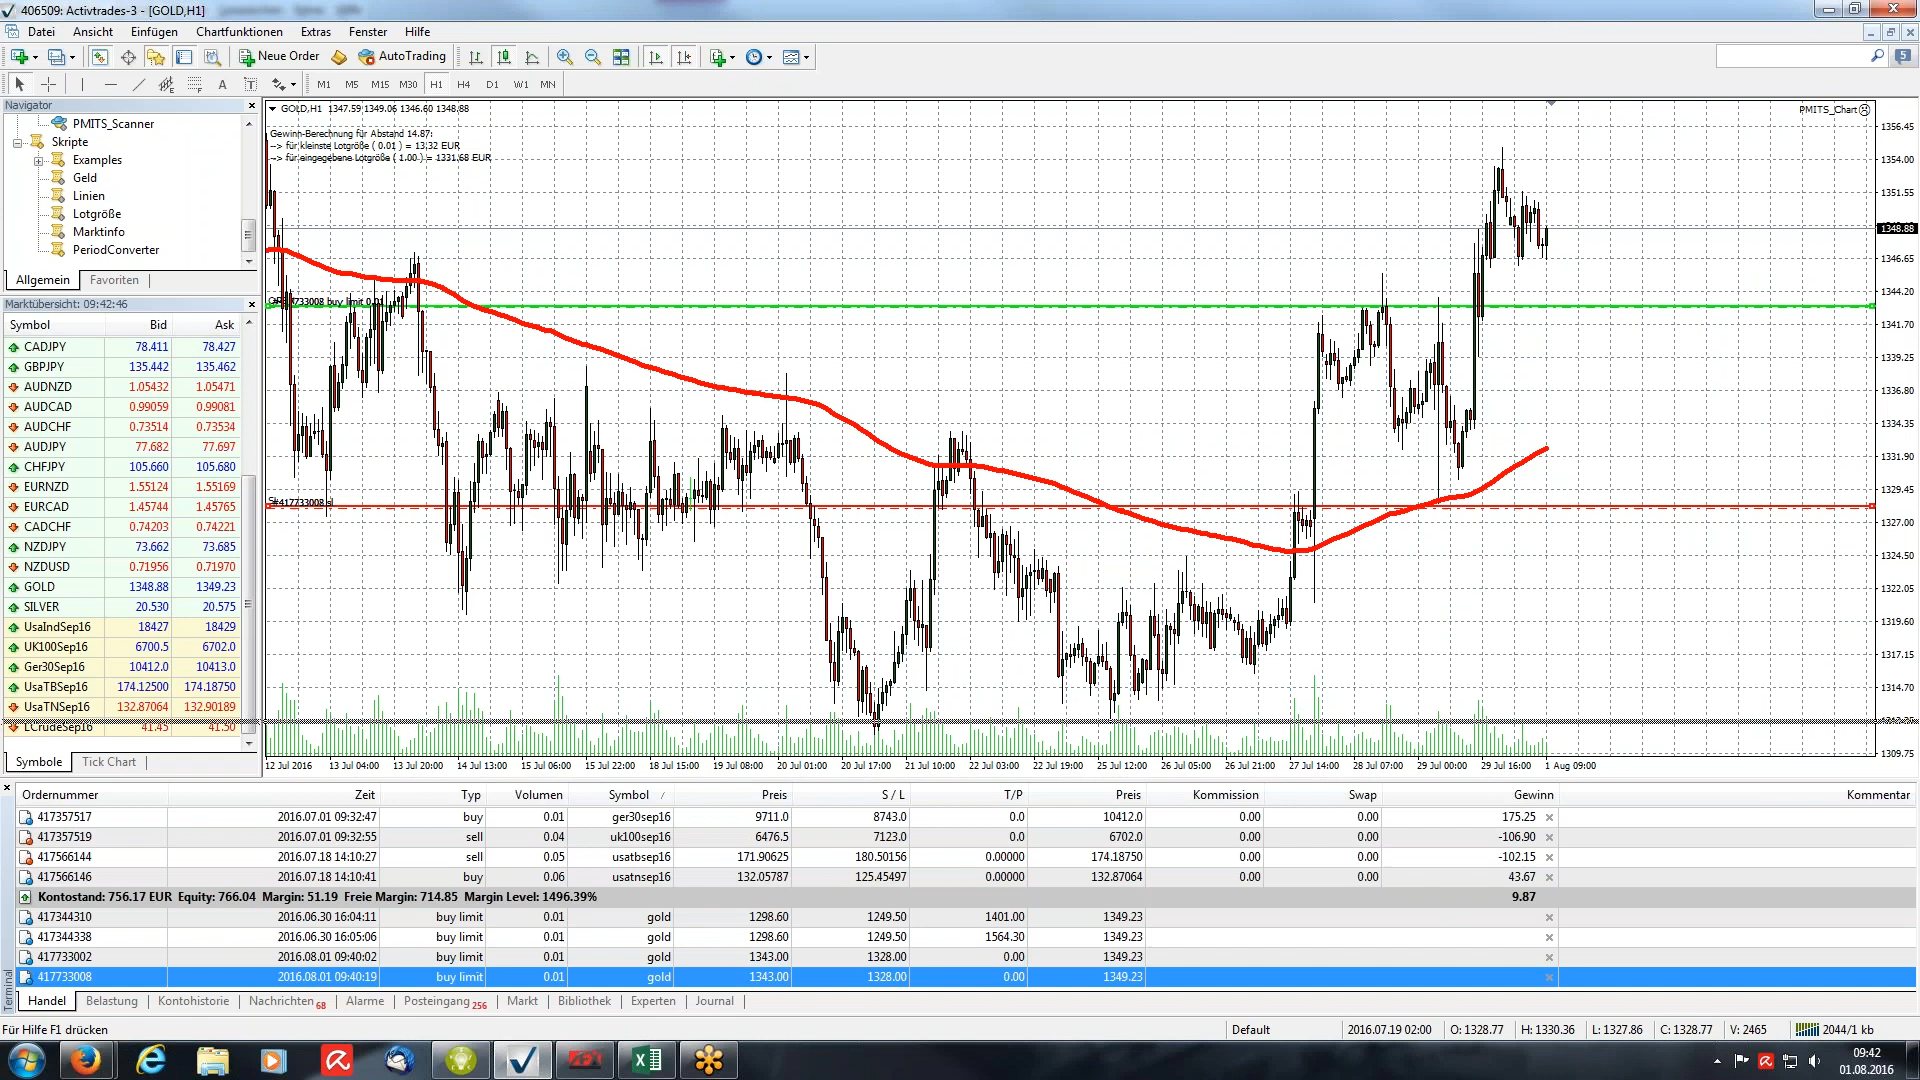 406509: Activtrades-3 - [GOLD,H1]
Datei Ansicht Einfügen Chartfunktionen Extras Fenster Hilfe
Neue Order AutoTrading
M1 M5 M15 M30 H1 H4 D1 W1 MN
Navigator
PMITS_Scanner
Skripte
Examples
Geld
Linien
Lotgröße
Marktinfo
PeriodConverter
Allgemein Favoriten
Marktübersicht: 09:42:46
Symbol Bid Ask
CADJPY 78.411 78.427
GBPJPY 135.442 135.462
AUDNZD 1.05432 1.05471
AUDCAD 0.99059 0.99081
AUDCHF 0.73514 0.73534
AUDJPY 77.682 77.697
CHFJPY 105.660 105.680
EURNZD 1.55124 1.55169
EURCAD 1.45744 1.45765
CADCHF 0.74203 0.74221
NZDJPY 73.662 73.685
NZDUSD 0.71956 0.71970
GOLD 1348.88 1349.23
SILVER 20.530 20.575
UsaIndSep16 18427 18429
UK100Sep16 6700.5 6702.0
Ger30Sep16 10412.0 10413.0
UsaTBSep16 174.12500 174.18750
UsaTNSep16 132.87064 132.90189
LCrudeSep16 41.45 41.50
Symbole Tick Chart
GOLD,H1 1347.59 1349.06 1346.60 1348.88
PMITS_Chart
Gewinn-Berechnung für Abstand 14.87:
--> für kleinste Lotgröße ( 0.01 ) = 13.32 EUR
--> für eingegebene Lotgröße ( 1.00 ) = 1331.68 EUR
#417733008 sl
1356.45
1354.00
1351.55
1348.88
1346.65
1344.20
1341.70
1339.25
1336.80
1334.35
1331.90
1329.45
1327.00
1324.50
1322.05
1319.60
1317.15
1314.70
1309.75
12 Jul 2016 13 Jul 04:00 13 Jul 20:00 14 Jul 13:00 15 Jul 06:00 15 Jul 22:00 18 Jul 15:00 19 Jul 08:00 20 Jul 01:00 20 Jul 17:00 21 Jul 10:00 22 Jul 03:00 22 Jul 19:00 25 Jul 12:00 26 Jul 05:00 26 Jul 21:00 27 Jul 14:00 28 Jul 07:00 29 Jul 00:00 29 Jul 16:00 1 Aug 09:00
Ordernummer Zeit Typ Volumen Symbol / Preis S / L T/P Preis Kommission Swap Gewinn Kommentar
417357517 2016.07.01 09:32:47 buy 0.01 ger30sep16 9711.0 8743.0 0.0 10412.0 0.00 0.00 175.25
417357519 2016.07.01 09:32:55 sell 0.04 uk100sep16 6476.5 7123.0 0.0 6702.0 0.00 0.00 -106.90
417566144 2016.07.18 14:10:27 sell 0.05 usatbsep16 171.90625 180.50156 0.00000 174.18750 0.00 0.00 -102.15
417566146 2016.07.18 14:10:41 buy 0.06 usatnsep16 132.05787 125.45497 0.00000 132.87064 0.00 0.00 43.67
Kontostand: 756.17 EUR Equity: 766.04 Margin: 51.19 Freie Margin: 714.85 Margin Level: 1496.39% 9.87
417344310 2016.06.30 16:04:11 buy limit 0.01 gold 1298.60 1249.50 1401.00 1349.23
417344338 2016.06.30 16:05:06 buy limit 0.01 gold 1298.60 1249.50 1564.30 1349.23
417733002 2016.08.01 09:40:02 buy limit 0.01 gold 1343.00 1328.00 0.00 1349.23
417733008 2016.08.01 09:40:19 buy limit 0.01 gold 1343.00 1328.00 0.00 1349.23
Terminal
Handel Belastung Kontohistorie Nachrichten 68 Alarme Posteingang 256 Markt Bibliothek Experten Journal
Für Hilfe F1 drücken Default 2016.07.19 02:00 O: 1328.77 H: 1330.36 L: 1327.86 C: 1328.77 V: 2465 2044/1 kb
09:42
01.08.2016